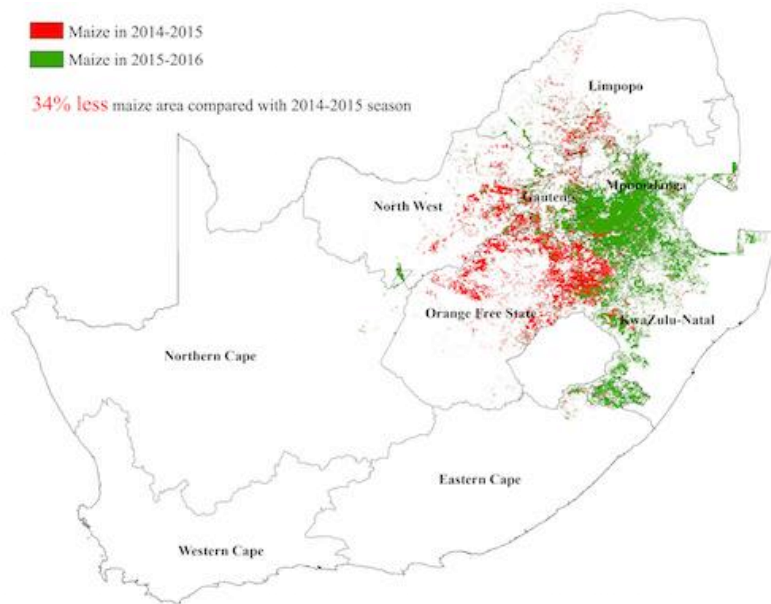 Maize in 2014-2015
Maize in 2015-2016
34% less maize area compared with 2014-2015 season
Limpopo
Mpumalanga
Gauteng
North West
Orange Free State
KwaZulu-Natal
Northern Cape
Eastern Cape
Western Cape